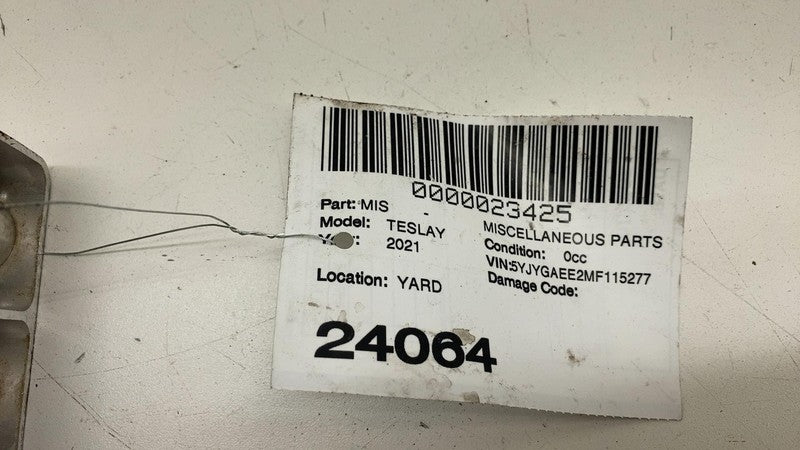 0000023425
Part: MIS -
MISCELLANEOUS PARTS
Model: TESLAY
Condition: 0cc
2021
VIN:5YJYGAEE2MF115277
Location: YARD
Damage Code:
24064